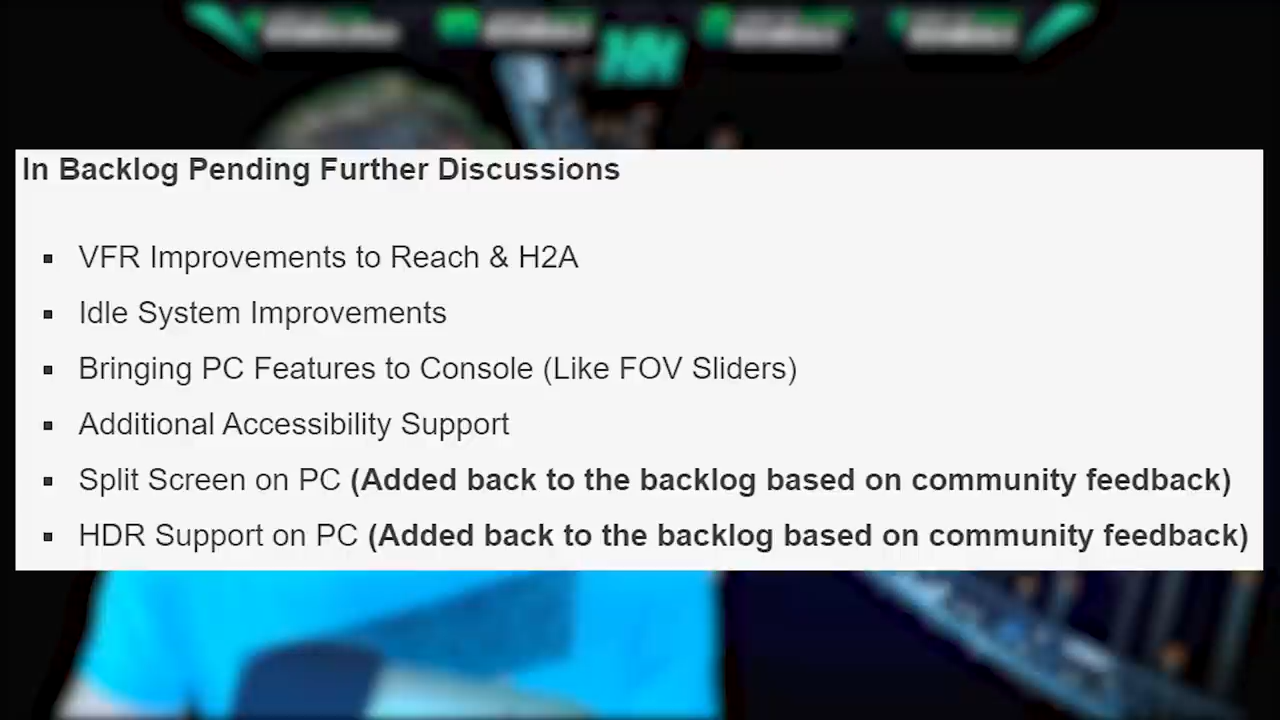 In Backlog Pending Further Discussions
▪ VFR Improvements to Reach & H2A
▪ Idle System Improvements
▪ Bringing PC Features to Console (Like FOV Sliders)
▪ Additional Accessibility Support
▪ Split Screen on PC (Added back to the backlog based on community feedback)
▪ HDR Support on PC (Added back to the backlog based on community feedback)